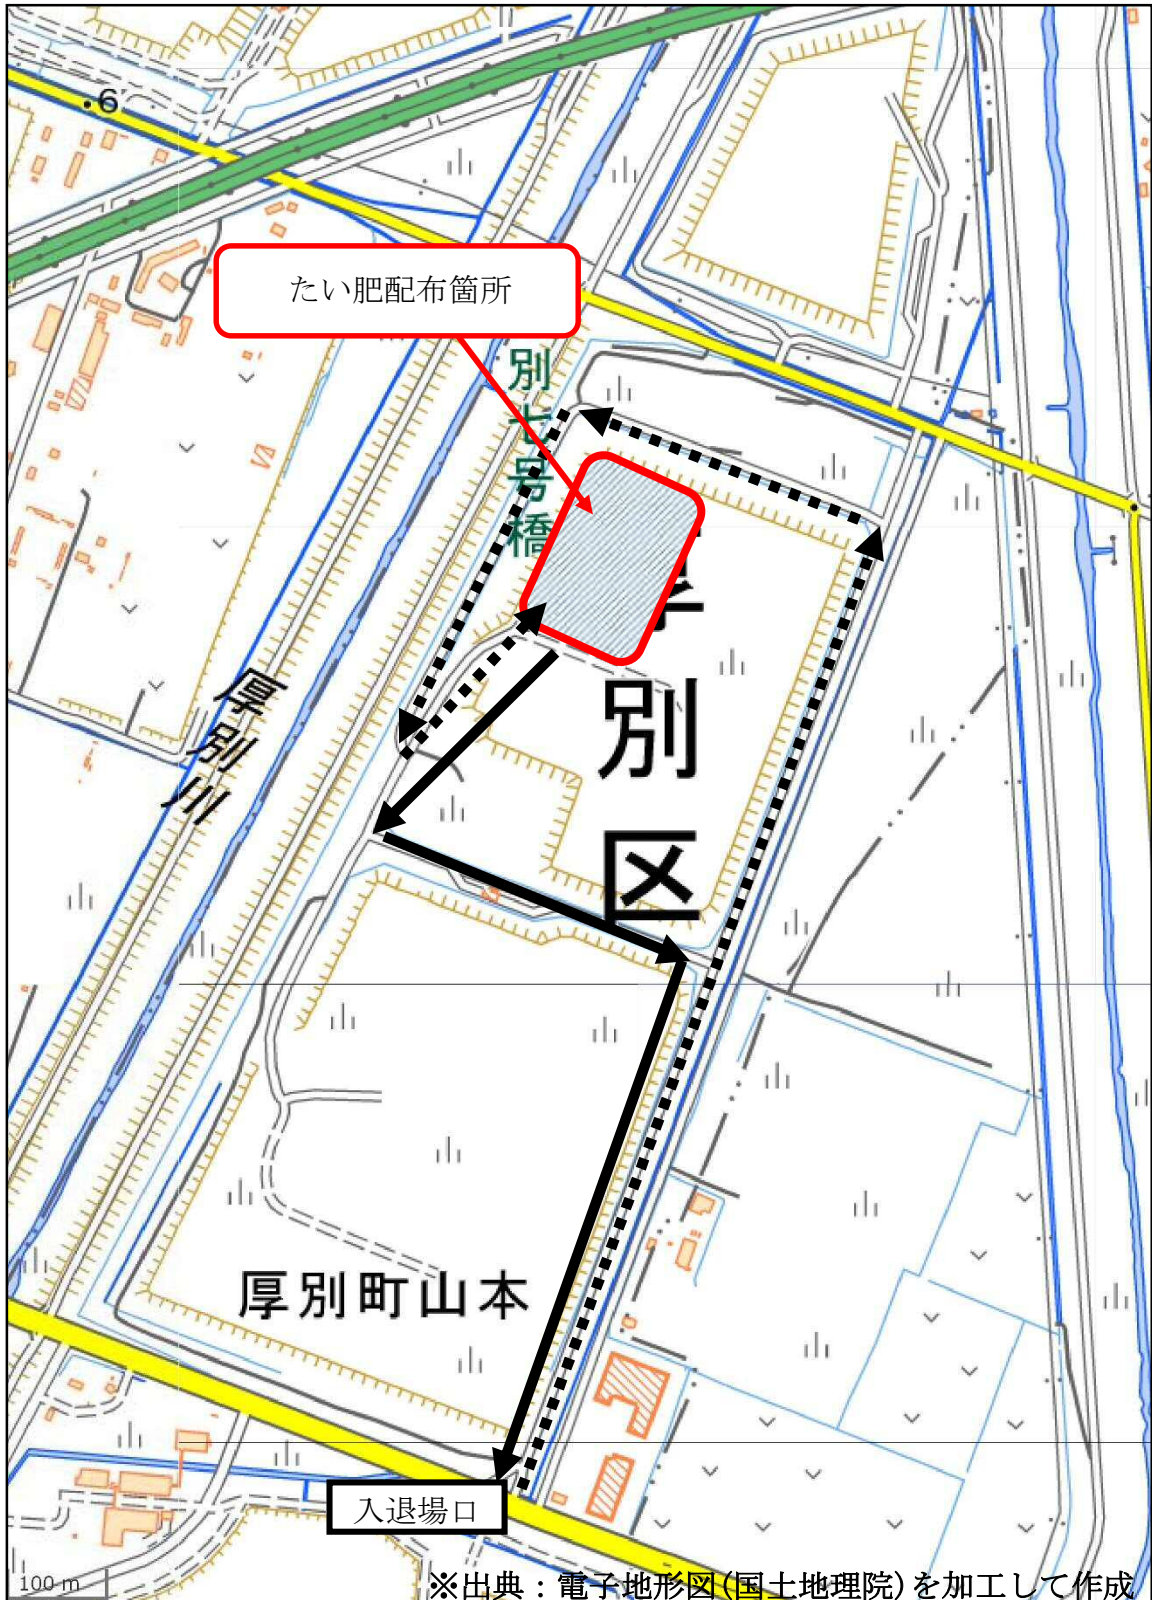 .6
たい肥配布箇所
別七号橋
別区
厚別川
厚別町山本
入退場口
100 m
※出典：電子地形図(国土地理院)を加工して作成